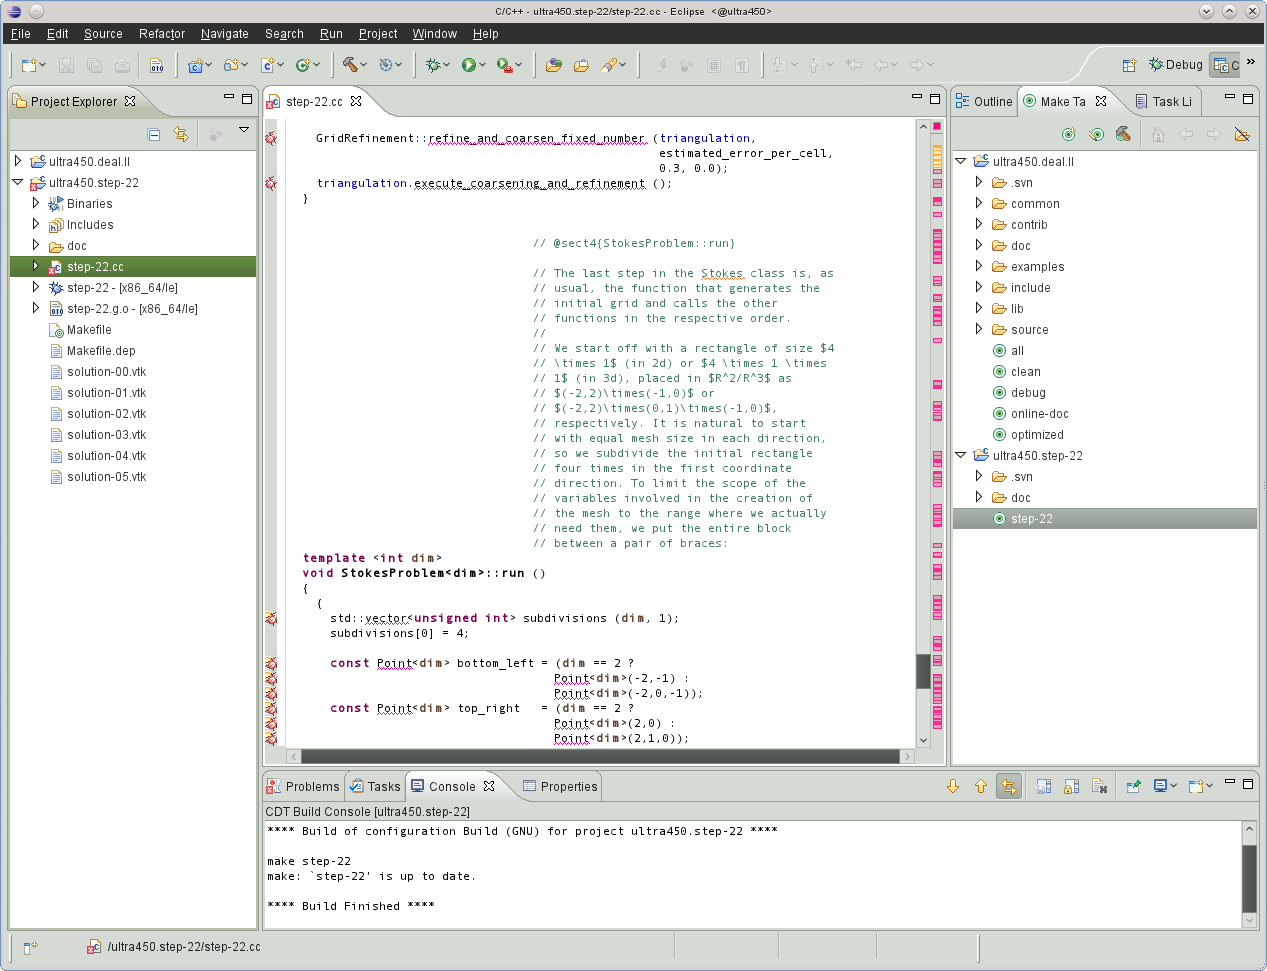 C/C++ - ultra450.step-22/step-22.cc - Eclipse <@ultra450>
File Edit Source Refactor Navigate Search Run Project Window Help
Debug C »
Project Explorer
ultra450.deal.II
ultra450.step-22
Binaries
Includes
doc
step-22.cc
step-22 - [x86_64/le]
step-22.g.o - [x86_64/le]
Makefile
Makefile.dep
solution-00.vtk
solution-01.vtk
solution-02.vtk
solution-03.vtk
solution-04.vtk
solution-05.vtk
step-22.cc
GridRefinement::refine_and_coarsen_fixed_number (triangulation,
estimated_error_per_cell,
0.3, 0.0);
triangulation.execute_coarsening_and_refinement ();
}
// @sect4{StokesProblem::run}
// The last step in the Stokes class is, as
// usual, the function that generates the
// initial grid and calls the other
// functions in the respective order.
//
// We start off with a rectangle of size $4
// \times 1$ (in 2d) or $4 \times 1 \times
// 1$ (in 3d), placed in $R^2/R^3$ as
// $(-2,2)\times(-1,0)$ or
// $(-2,2)\times(0,1)\times(-1,0)$,
// respectively. It is natural to start
// with equal mesh size in each direction,
// so we subdivide the initial rectangle
// four times in the first coordinate
// direction. To limit the scope of the
// variables involved in the creation of
// the mesh to the range where we actually
// need them, we put the entire block
// between a pair of braces:
template <int dim>
void StokesProblem<dim>::run ()
{
{
std::vector<unsigned int> subdivisions (dim, 1);
subdivisions[0] = 4;
const Point<dim> bottom_left = (dim == 2 ?
Point<dim>(-2,-1) :
Point<dim>(-2,0,-1));
const Point<dim> top_right = (dim == 2 ?
Point<dim>(2,0) :
Point<dim>(2,1,0));
Outline Make Ta Task Li
ultra450.deal.II
.svn
common
contrib
doc
examples
include
lib
source
all
clean
debug
online-doc
optimized
ultra450.step-22
.svn
doc
step-22
Problems Tasks Console Properties
CDT Build Console [ultra450.step-22]
**** Build of configuration Build (GNU) for project ultra450.step-22 ****
make step-22
make: `step-22' is up to date.
**** Build Finished ****
/ultra450.step-22/step-22.cc